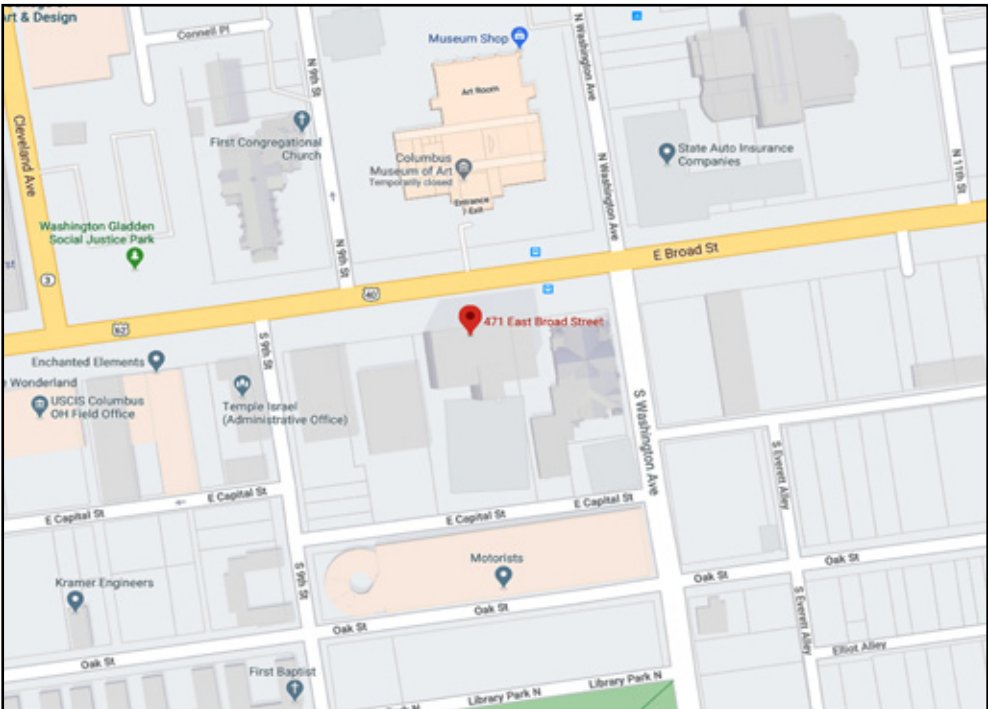 Art & Design
Connell Pl
N 9th St
Museum Shop
N Washington Ave
Art Room
Cleveland Ave
First Congregational
Church
Columbus
Museum of Art
Temporarily closed
Entrance
/ Exit
State Auto Insurance
Companies
N Washington Ave
N 11th St
Washington Gladden
Social Justice Park
N 9th St
E Broad St
3
40
62
471 East Broad Street
S 9th St
Enchanted Elements
Wonderland
USCIS Columbus
OH Field Office
Temple Israel
(Administrative Office)
S Washington Ave
S Everett Alley
E Capital St
E Capital St
E Capital St
E Capital St
Motorists
Oak St
Oak St
Kramer Engineers
S 9th St
Oak St
S Everett Alley
Oak St
Oak St
Elliot Alley
First Baptist
Library Park N
Library Park N
Park N